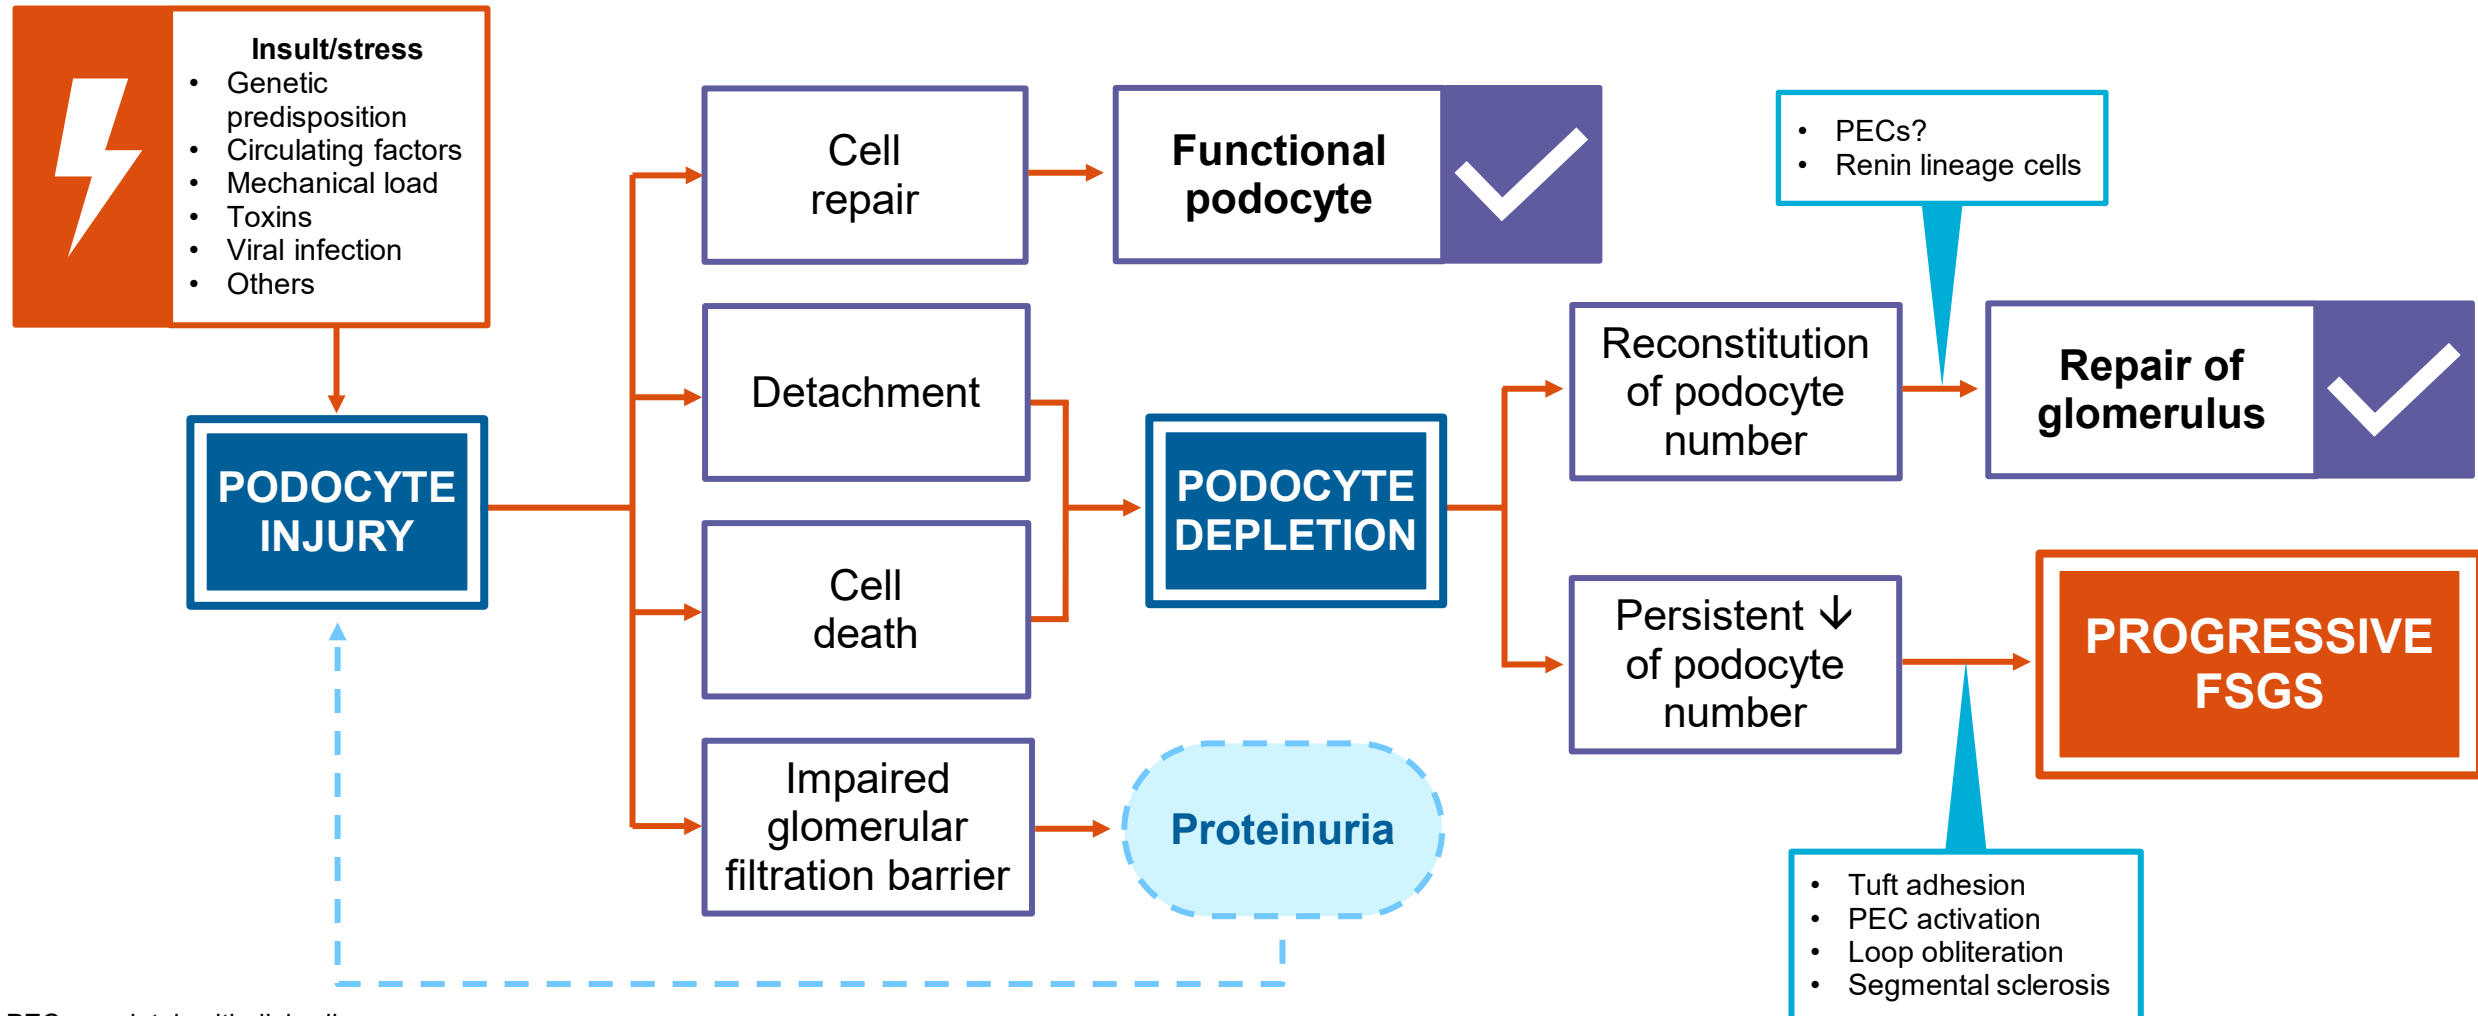 Insult/stress
• Genetic
predisposition
• Circulating factors
• Mechanical load
• Toxins
• Viral infection
• Others
PODOCYTE
INJURY
Cell
repair
Functional
podocyte
Detachment
Cell
death
Impaired
glomerular
filtration barrier
Proteinuria
PODOCYTE
DEPLETION
• PECs?
• Renin lineage cells
Reconstitution
of podocyte
number
Repair of
glomerulus
Persistent ↓
of podocyte
number
PROGRESSIVE
FSGS
• Tuft adhesion
• PEC activation
• Loop obliteration
• Segmental sclerosis